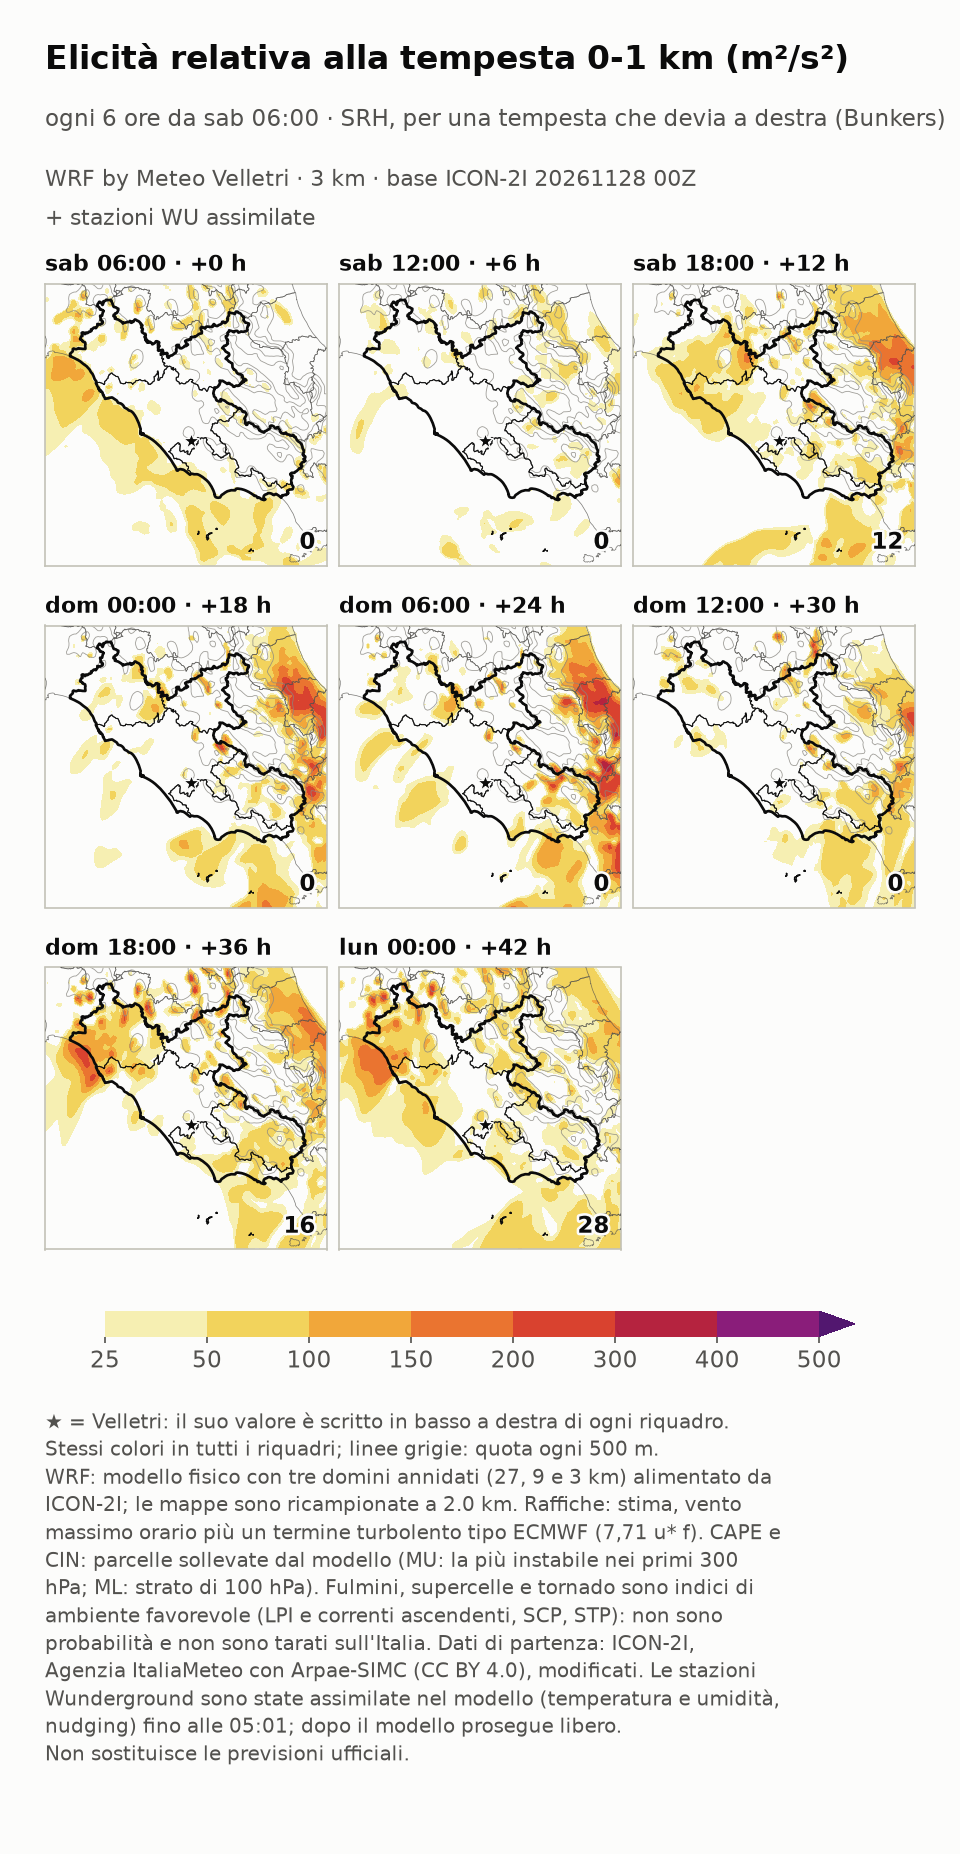 Elicità relativa alla tempesta 0-1 km (m²/s²)
ogni 6 ore da sab 06:00 · SRH, per una tempesta che devia a destra (Bunkers)
WRF by Meteo Velletri · 3 km · base ICON-2I 20261128 00Z
+ stazioni WU assimilate
sab 06:00 · +0 h
sab 12:00 · +6 h
sab 18:00 · +12 h
0
0
12
dom 00:00 · +18 h
dom 06:00 · +24 h
dom 12:00 · +30 h
0
0
0
dom 18:00 · +36 h
lun 00:00 · +42 h
16
28
25 50 100 150 200 300 400 500
★ = Velletri: il suo valore è scritto in basso a destra di ogni riquadro.
Stessi colori in tutti i riquadri; linee grigie: quota ogni 500 m.
WRF: modello fisico con tre domini annidati (27, 9 e 3 km) alimentato da
ICON-2I; le mappe sono ricampionate a 2.0 km. Raffiche: stima, vento
massimo orario più un termine turbolento tipo ECMWF (7,71 u* f). CAPE e
CIN: parcelle sollevate dal modello (MU: la più instabile nei primi 300
hPa; ML: strato di 100 hPa). Fulmini, supercelle e tornado sono indici di
ambiente favorevole (LPI e correnti ascendenti, SCP, STP): non sono
probabilità e non sono tarati sull'Italia. Dati di partenza: ICON-2I,
Agenzia ItaliaMeteo con Arpae-SIMC (CC BY 4.0), modificati. Le stazioni
Wunderground sono state assimilate nel modello (temperatura e umidità,
nudging) fino alle 05:01; dopo il modello prosegue libero.
Non sostituisce le previsioni ufficiali.